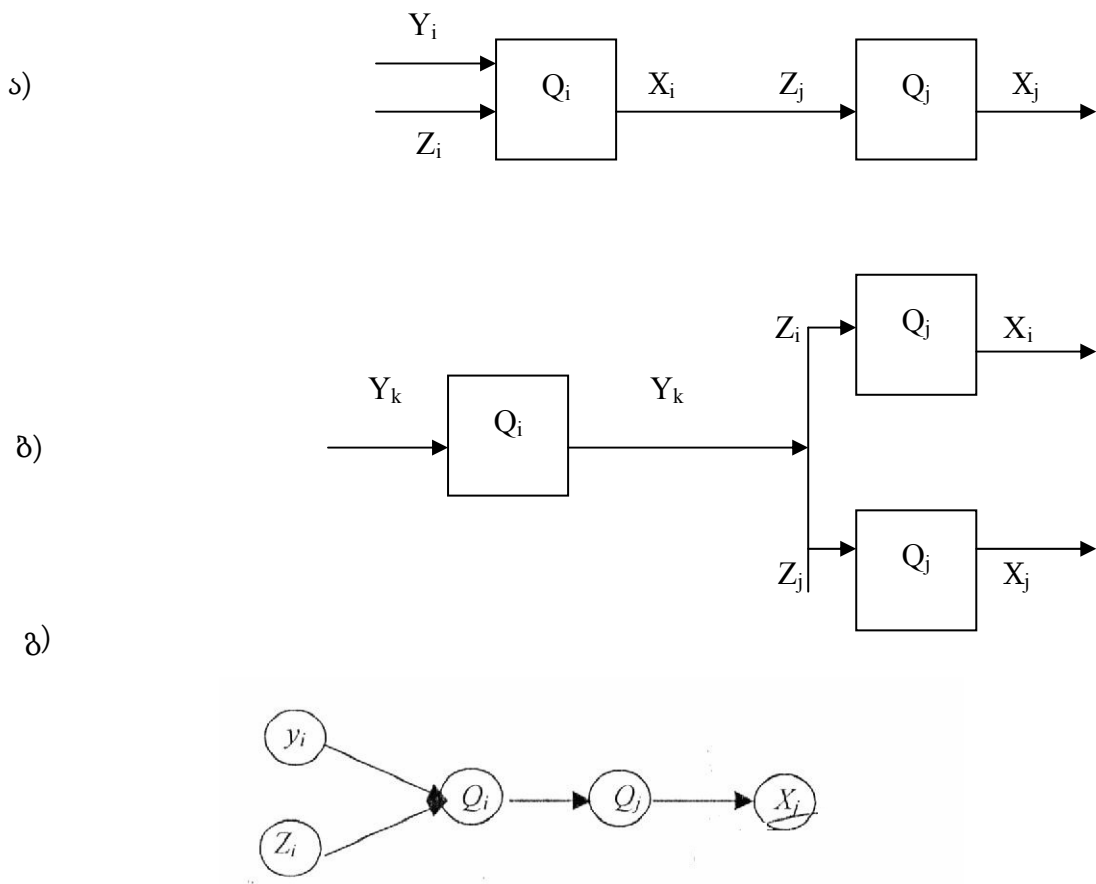 Yᵢ
ა) Qᵢ Xᵢ Zⱼ Qⱼ Xⱼ
Zᵢ
Zᵢ Qⱼ Xᵢ
Yₖ Qᵢ Yₖ
ბ)
Zⱼ Qⱼ Xⱼ
გ)
yᵢ
Qᵢ Qⱼ Xⱼ
Zᵢ